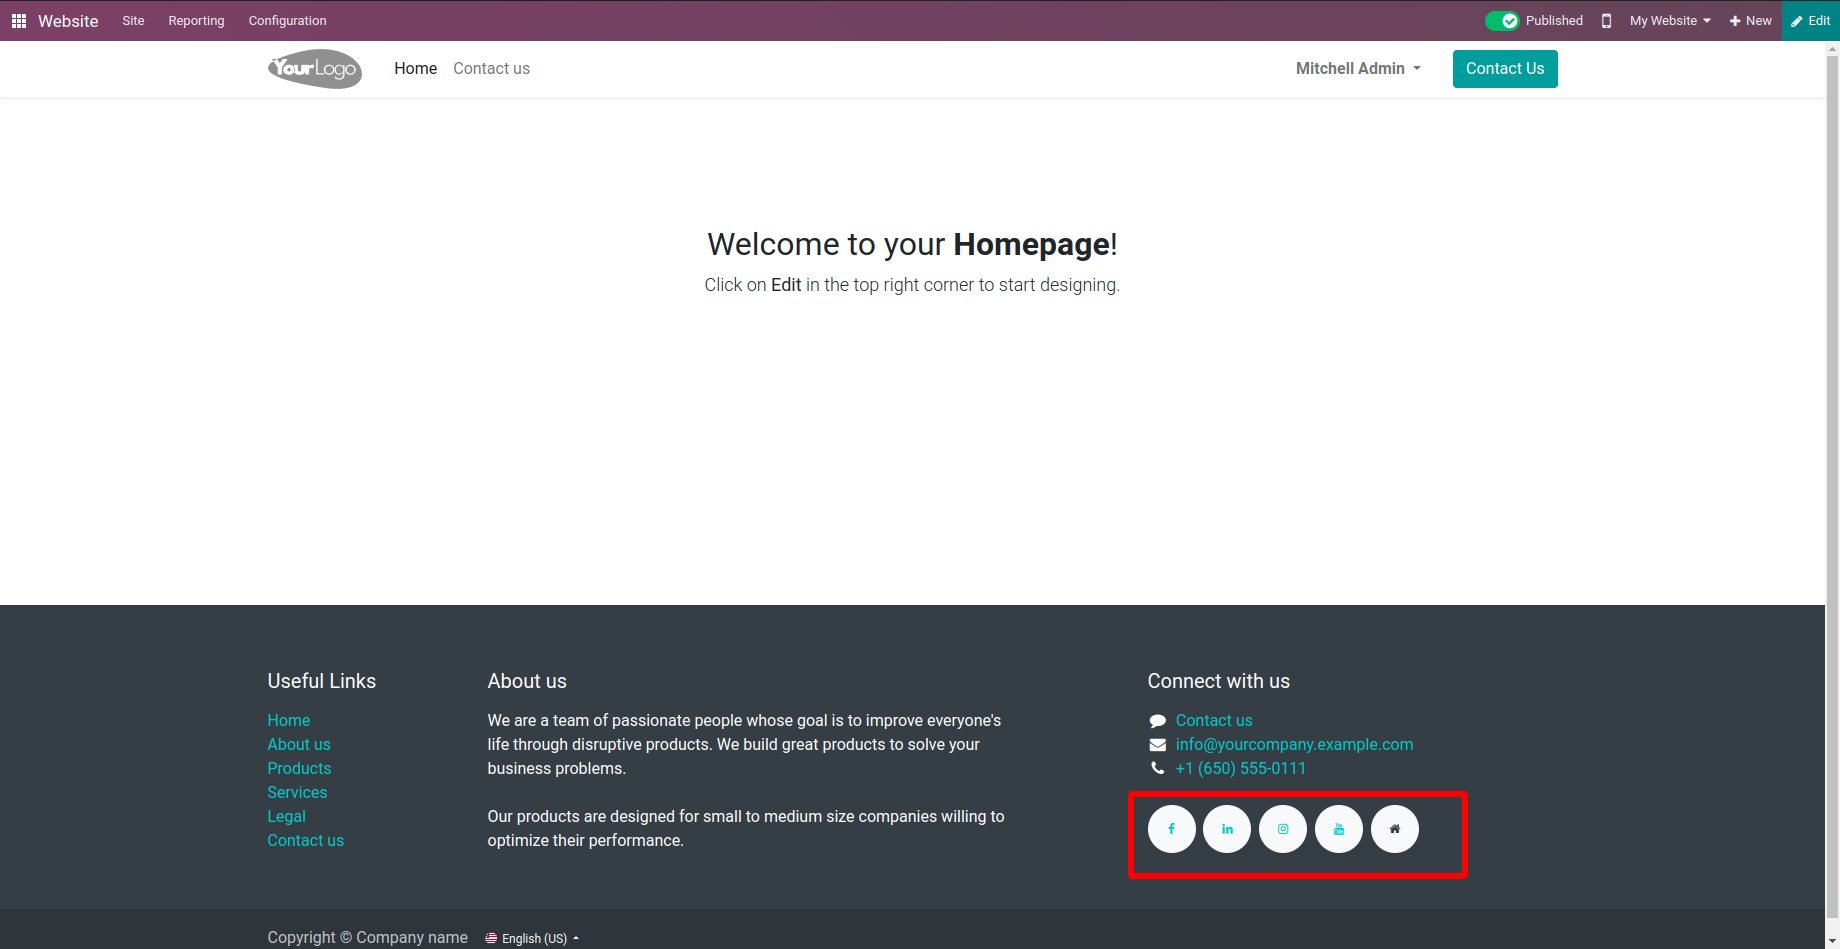 Website Site Reporting Configuration Published My Website New Edit
YourLogo Home Contact us Mitchell Admin Contact Us
Welcome to your Homepage!
Click on Edit in the top right corner to start designing.
Useful Links
Home
About us
Products
Services
Legal
Contact us
About us
We are a team of passionate people whose goal is to improve everyone's
life through disruptive products. We build great products to solve your
business problems.
Our products are designed for small to medium size companies willing to
optimize their performance.
Connect with us
Contact us
info@yourcompany.example.com
+1 (650) 555-0111
Copyright © Company name English (US)